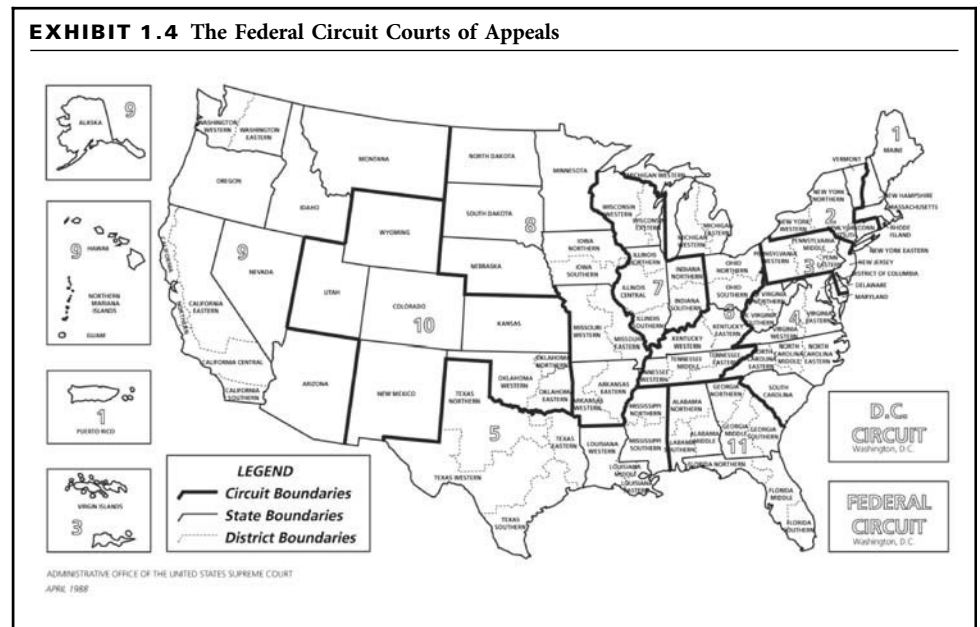 EXHIBIT 1.4 The Federal Circuit Courts of Appeals
ALASKA
9
9
HAWAII
NORTHERN
MARIANA
ISLANDS
GUAM
1
PUERTO RICO
VIRGIN ISLANDS
3
WASHINGTON
WESTERN
WASHINGTON
EASTERN
OREGON
IDAHO
MONTANA
WYOMING
9
NEVADA
UTAH
COLORADO
10
CALIFORNIA
NORTHERN
CALIFORNIA
EASTERN
CALIFORNIA CENTRAL
CALIFORNIA
SOUTHERN
ARIZONA
NEW MEXICO
NORTH DAKOTA
SOUTH DAKOTA
8
NEBRASKA
KANSAS
MINNESOTA
IOWA
NORTHERN
IOWA
SOUTHERN
MISSOURI
WESTERN
MISSOURI
EASTERN
OKLAHOMA
NORTHERN
OKLAHOMA
WESTERN
OKLAHOMA
EASTERN
ARKANSAS
WESTERN
ARKANSAS
EASTERN
TEXAS
NORTHERN
5
TEXAS
EASTERN
TEXAS WESTERN
TEXAS
SOUTHERN
LOUISIANA
WESTERN
LOUISIANA
MIDDLE
LOUISIANA
EASTERN
MISSISSIPPI
NORTHERN
MISSISSIPPI
SOUTHERN
WISCONSIN
WESTERN
WISCONSIN
EASTERN
MICHIGAN WESTERN
MICHIGAN
WESTERN
MICHIGAN
EASTERN
ILLINOIS
NORTHERN
ILLINOIS
CENTRAL
7
ILLINOIS
SOUTHERN
INDIANA
NORTHERN
INDIANA
SOUTHERN
OHIO
NORTHERN
OHIO
SOUTHERN
6
KENTUCKY
EASTERN
KENTUCKY
WESTERN
TENNESSEE
WESTERN
TENNESSEE
MIDDLE
TENNESSEE
EASTERN
ALABAMA
NORTHERN
ALABAMA
MIDDLE
ALABAMA
SOUTHERN
GEORGIA
NORTHERN
GEORGIA
MIDDLE
GEORGIA
SOUTHERN
11
FLORIDA NORTHERN
FLORIDA
MIDDLE
FLORIDA
SOUTHERN
SOUTH
CAROLINA
NORTH
CAROLINA
EASTERN
NORTH
CAROLINA
MIDDLE
NORTH
CAROLINA
EASTERN
4
VIRGINIA
WESTERN
VIRGINIA
EASTERN
W. VIRGINIA
NORTHERN
W. VIRGINIA
SOUTHERN
PENNSYLVANIA
WESTERN
PENNSYLVANIA
MIDDLE
3
PENN
EASTERN
NEW YORK
NORTHERN
2
NEW YORK
WESTERN
CONN
VERMONT
1
MAINE
NEW HAMPSHIRE
MASSACHUSETTS
RHODE
ISLAND
NEW YORK EASTERN
NEW JERSEY
DISTRICT OF COLUMBIA
DELAWARE
MARYLAND
D.C.
CIRCUIT
Washington, D.C.
FEDERAL
CIRCUIT
Washington, D.C.
LEGEND
Circuit Boundaries
State Boundaries
District Boundaries
ADMINISTRATIVE OFFICE OF THE UNITED STATES SUPREME COURT
APRIL 1988